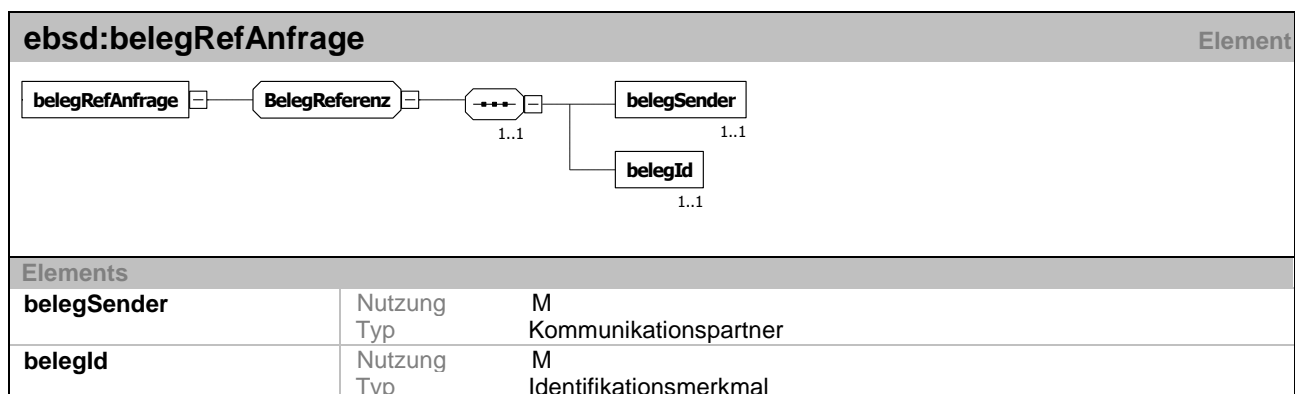 ebsd:belegRefAnfrage Element
belegRefAnfrage BelegReferenz belegSender
1..1 1..1
belegId
1..1
Elements
belegSender Nutzung M
Typ Kommunikationspartner
belegId Nutzung M
Typ Identifikationsmerkmal